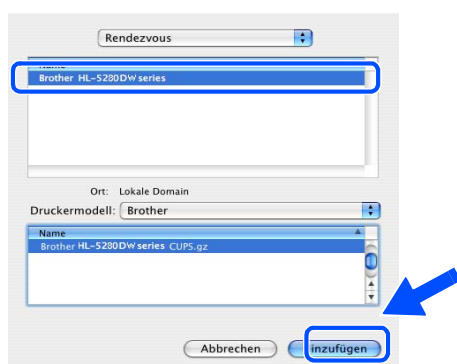 Rendezvous
Name
Brother HL-5280DW series
Ort: Lokale Domain
Druckermodell: Brother
Name
Brother HL-5280DW series CUPS.gz
Abbrechen
inzufügen